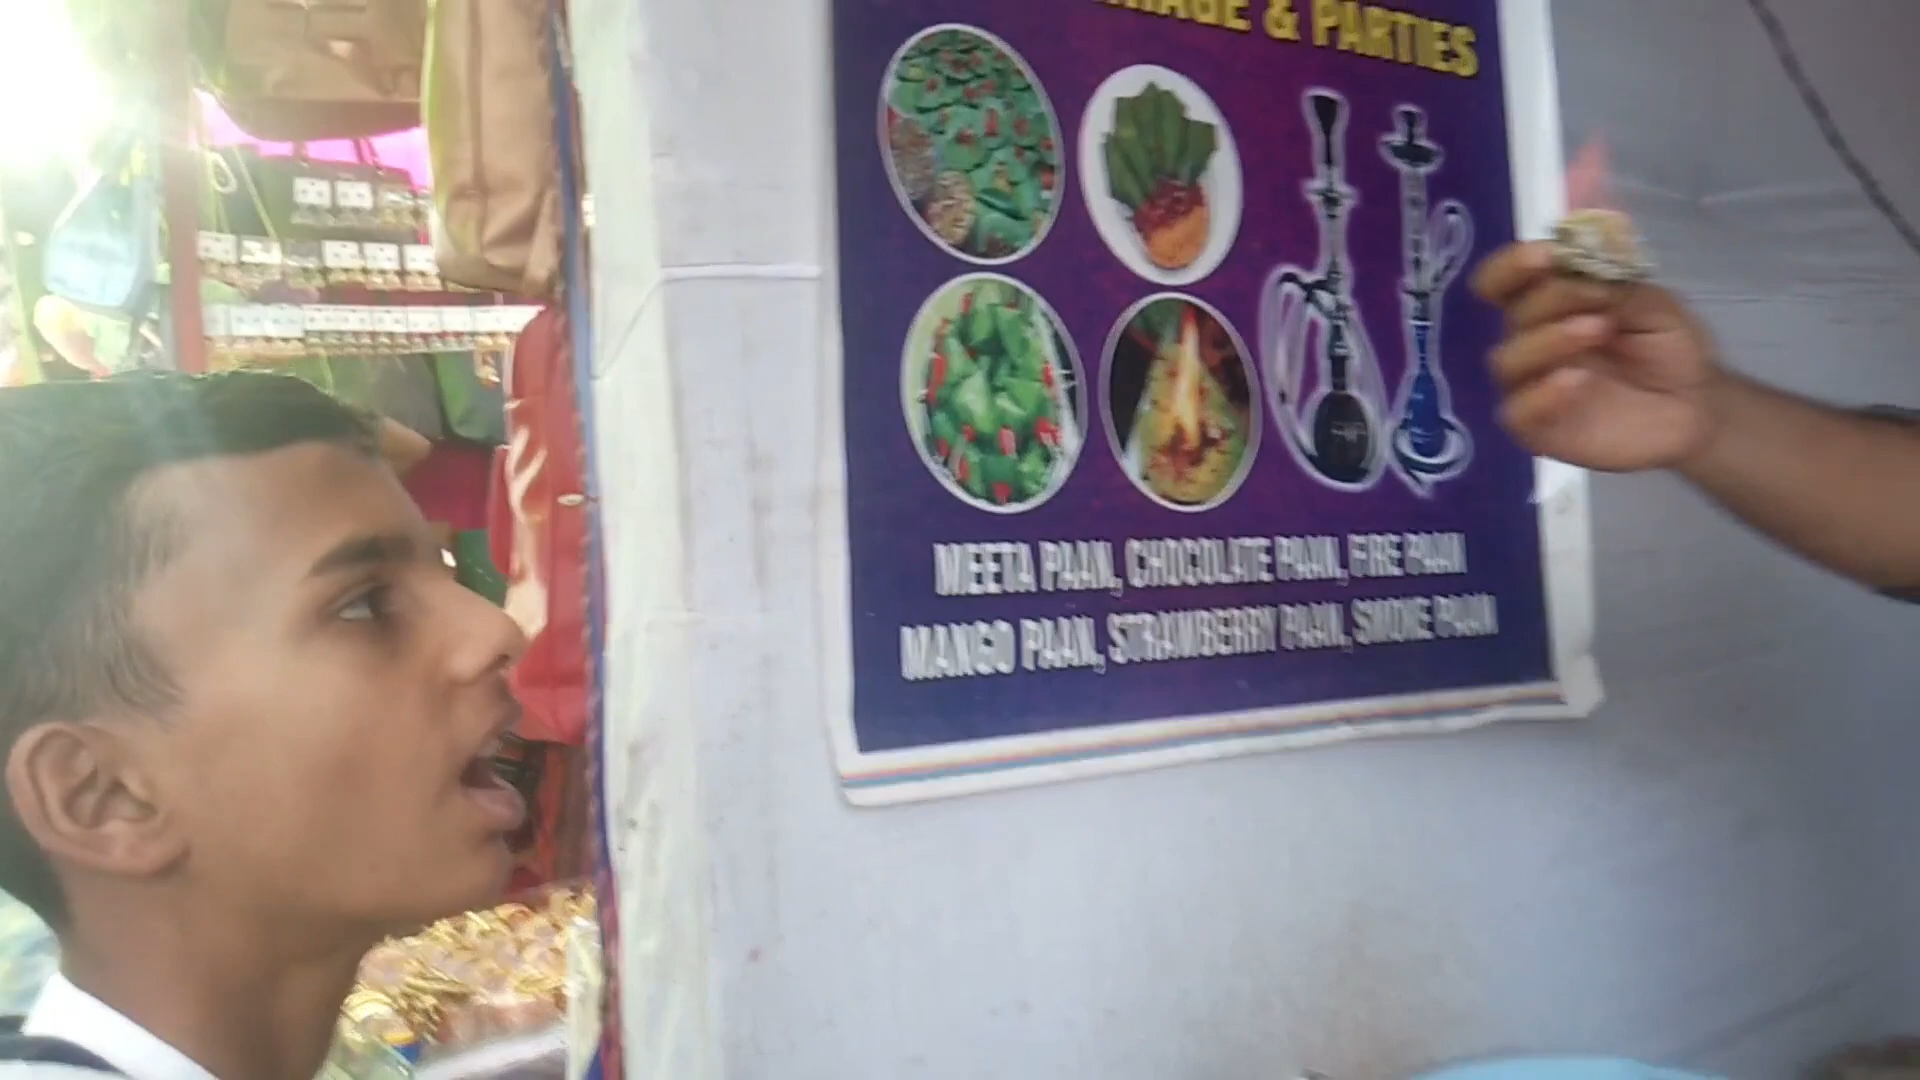 & PARTIES
MEETA PAAN, CHOCOLATE PAAN, FIRE PAAN
MANGO PAAN, STRAWBERRY PAAN, SMOKE PAAN